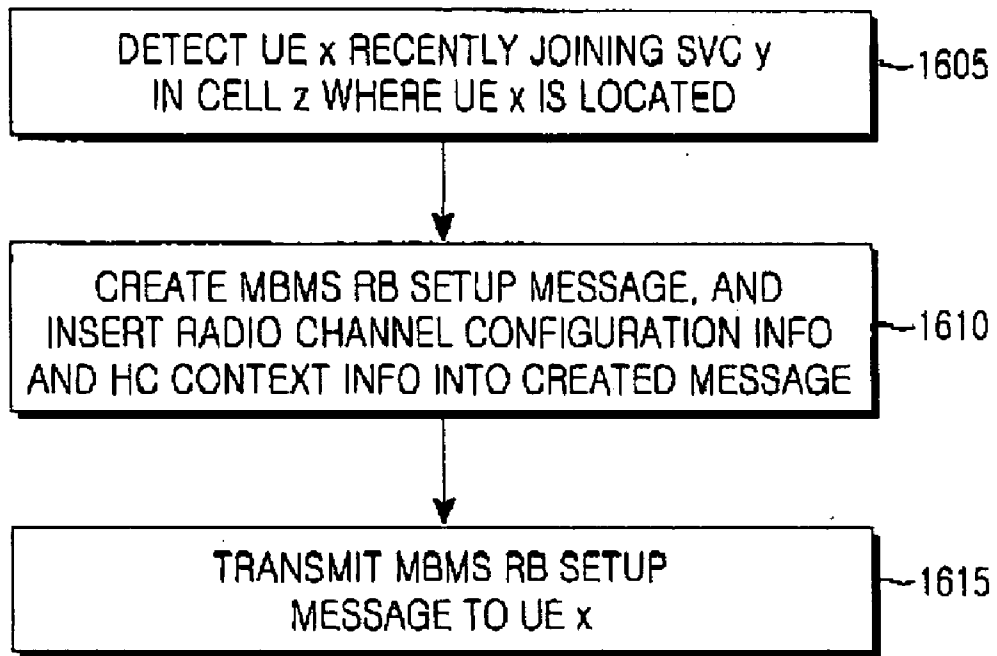 DETECT UE x RECENTLY JOINING SVC y
IN CELL z WHERE UE x IS LOCATED
1605
CREATE MBMS RB SETUP MESSAGE, AND
INSERT RADIO CHANNEL CONFIGURATION INFO
AND HC CONTEXT INFO INTO CREATED MESSAGE
1610
TRANSMIT MBMS RB SETUP
MESSAGE TO UE x
1615